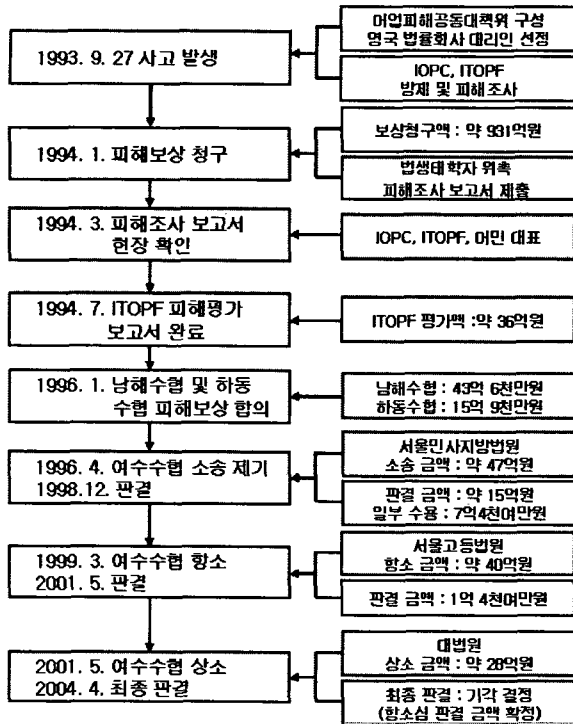 1993. 9. 27 사고 발생
어업피해공동대책위 구성
영국 법률회사 대리인 선정
IOPC, ITOPF
방제 및 피해조사
1994. 1. 피해보상 청구
보상청구액 : 약 931억원
법생태학자 위촉
피해조사 보고서 제출
1994. 3. 피해조사 보고서
현장 확인
IOPC, ITOPF, 어민 대표
1994. 7. ITOPF 피해평가
보고서 완료
ITOPF 평가액 :약 36억원
1996. 1. 남해수협 및 하동
수협 피해보상 합의
남해수협 : 43억 6천만원
하동수협 : 15억 9천만원
1996. 4. 여수수협 소송 제기
1998.12. 판결
서울민사지방법원
소송 금액 : 약 47억원
판결 금액 : 약 15억원
일부 수용 : 7억4천여만원
1999. 3. 여수수협 항소
2001. 5. 판결
서울고등법원
항소 금액 : 약 40억원
판결 금액 : 1억 4천여만원
2001. 5. 여수수협 상소
2004. 4. 최종 판결
대법원
상소 금액 : 약 28억원
최종 판결 : 기각 결정
(항소심 판결 금액 확정)